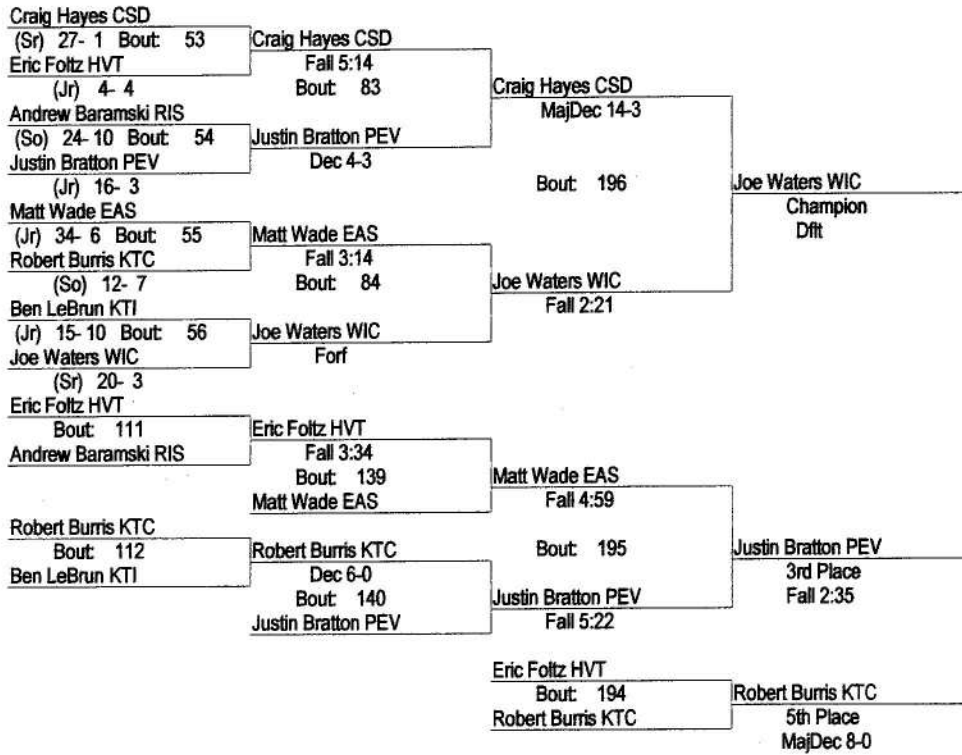 Craig Hayes CSD
(Sr) 27- 1 Bout: 53
Eric Foltz HVT
(Jr) 4- 4
Andrew Baramski RIS
(So) 24- 10 Bout: 54
Justin Bratton PEV
(Jr) 16- 3
Matt Wade EAS
(Jr) 34- 6 Bout: 55
Robert Burris KTC
(So) 12- 7
Ben LeBrun KTI
(Jr) 15- 10 Bout: 56
Joe Waters WIC
(Sr) 20- 3
Craig Hayes CSD
Fall 5:14
Bout: 83
Justin Bratton PEV
Dec 4-3
Matt Wade EAS
Fall 3:14
Bout: 84
Joe Waters WIC
Forf
Craig Hayes CSD
MajDec 14-3
Bout: 196
Joe Waters WIC
Fall 2:21
Joe Waters WIC
Champion
Dflt
Eric Foltz HVT
Bout: 111
Andrew Baramski RIS
Robert Burris KTC
Bout: 112
Ben LeBrun KTI
Eric Foltz HVT
Fall 3:34
Bout: 139
Matt Wade EAS
Robert Burris KTC
Dec 6-0
Bout: 140
Justin Bratton PEV
Matt Wade EAS
Fall 4:59
Bout: 195
Justin Bratton PEV
Fall 5:22
Justin Bratton PEV
3rd Place
Fall 2:35
Eric Foltz HVT
Bout: 194
Robert Burris KTC
Robert Burris KTC
5th Place
MajDec 8-0